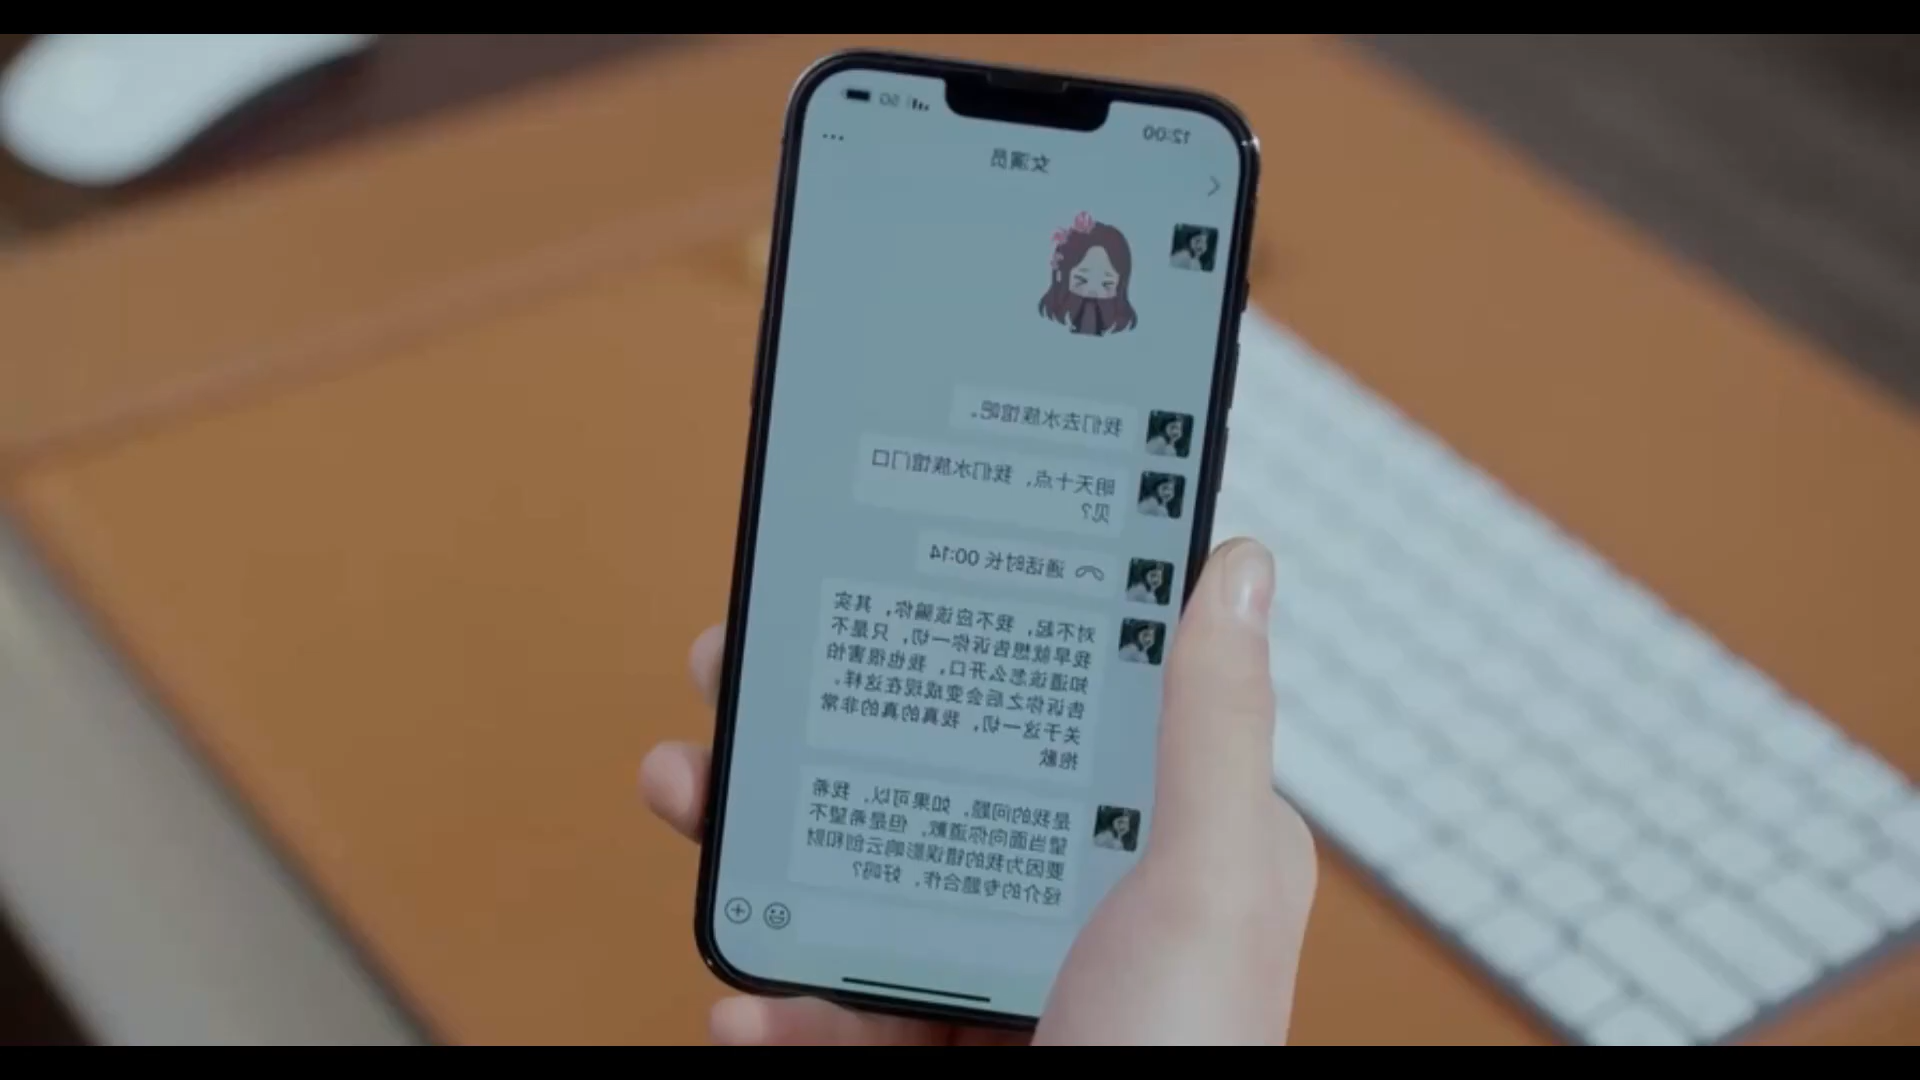 12:00
5G
女演员
我们去水族馆吧。
明天十点，我们水族馆门口
见？
通话时长 00:14
对不起，我不应该骗你，其实
我早就想告诉你一切，只是不
知道该怎么开口，我也很害怕
告诉你之后会变成现在这样。
关于这一切，我真的真的非常
抱歉
是我的问题，如果可以，我希
望当面向你道歉，但是希望不
要因为我的错误影响云创和财
经介的专题合作，好吗？